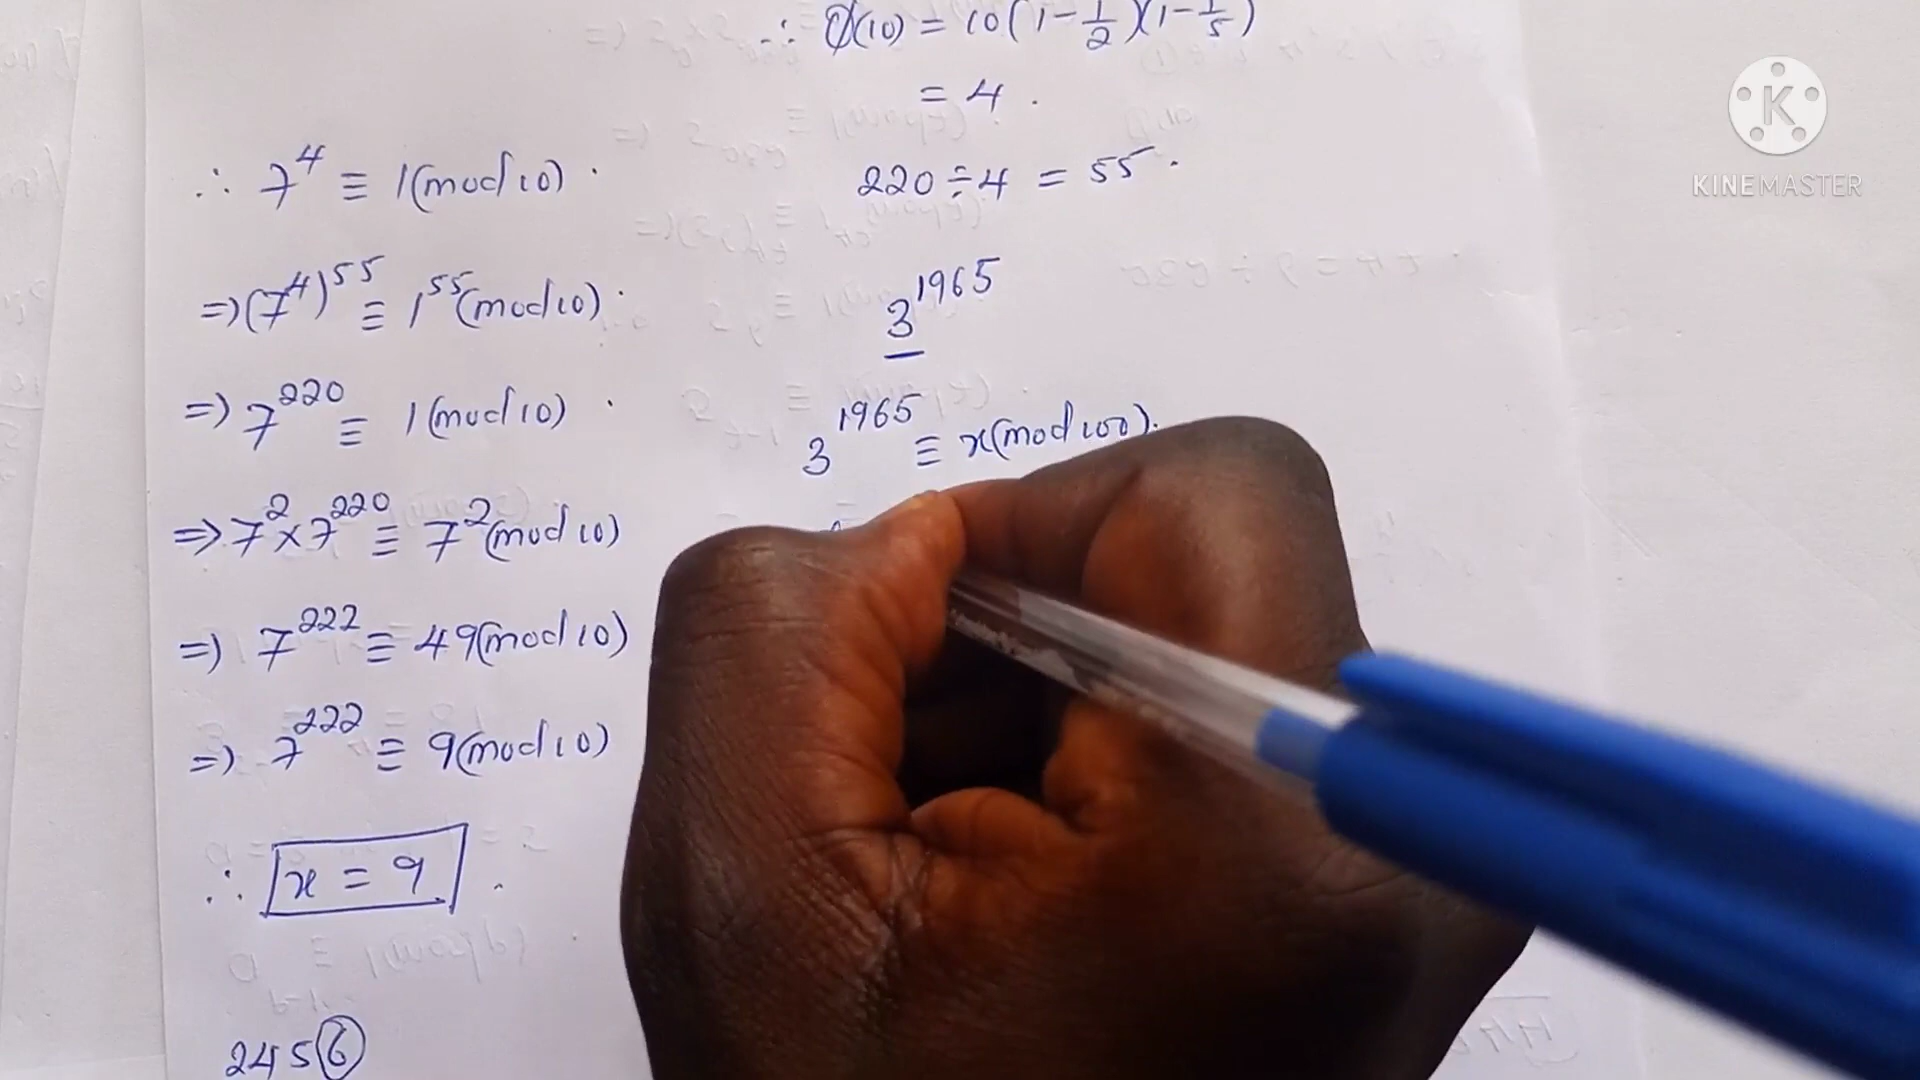 ∴ 7^4 ≡ 1(mod 10).
⇒ (7^4)^55 ≡ 1^55(mod 10).
⇒ 7^220 ≡ 1(mod 10).
⇒ 7^2 × 7^220 ≡ 7^2(mod 10)
⇒ 7^222 ≡ 49(mod 10)
⇒ 7^222 ≡ 9(mod 10)
∴ x = 9.
2456
∴ φ(10) = 10(1 - 1/2)(1 - 1/5)
= 4.
220 ÷ 4 = 55.
3^1965
3^1965 ≡ x(mod 100).
KINEMASTER